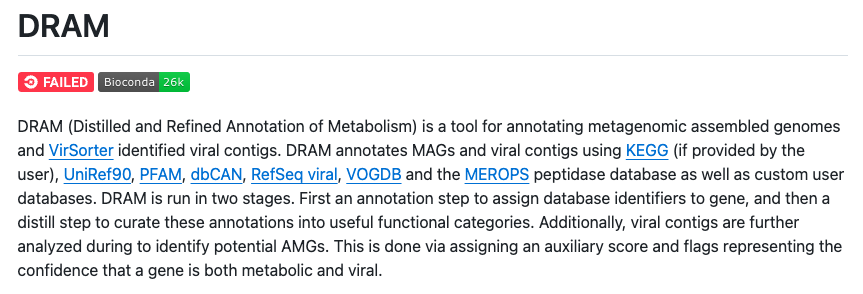 DRAM
FAILED Bioconda 26k
DRAM (Distilled and Refined Annotation of Metabolism) is a tool for annotating metagenomic assembled genomes
and VirSorter identified viral contigs. DRAM annotates MAGs and viral contigs using KEGG (if provided by the
user), UniRef90, PFAM, dbCAN, RefSeq viral, VOGDB and the MEROPS peptidase database as well as custom user
databases. DRAM is run in two stages. First an annotation step to assign database identifiers to gene, and then a
distill step to curate these annotations into useful functional categories. Additionally, viral contigs are further
analyzed during to identify potential AMGs. This is done via assigning an auxiliary score and flags representing the
confidence that a gene is both metabolic and viral.